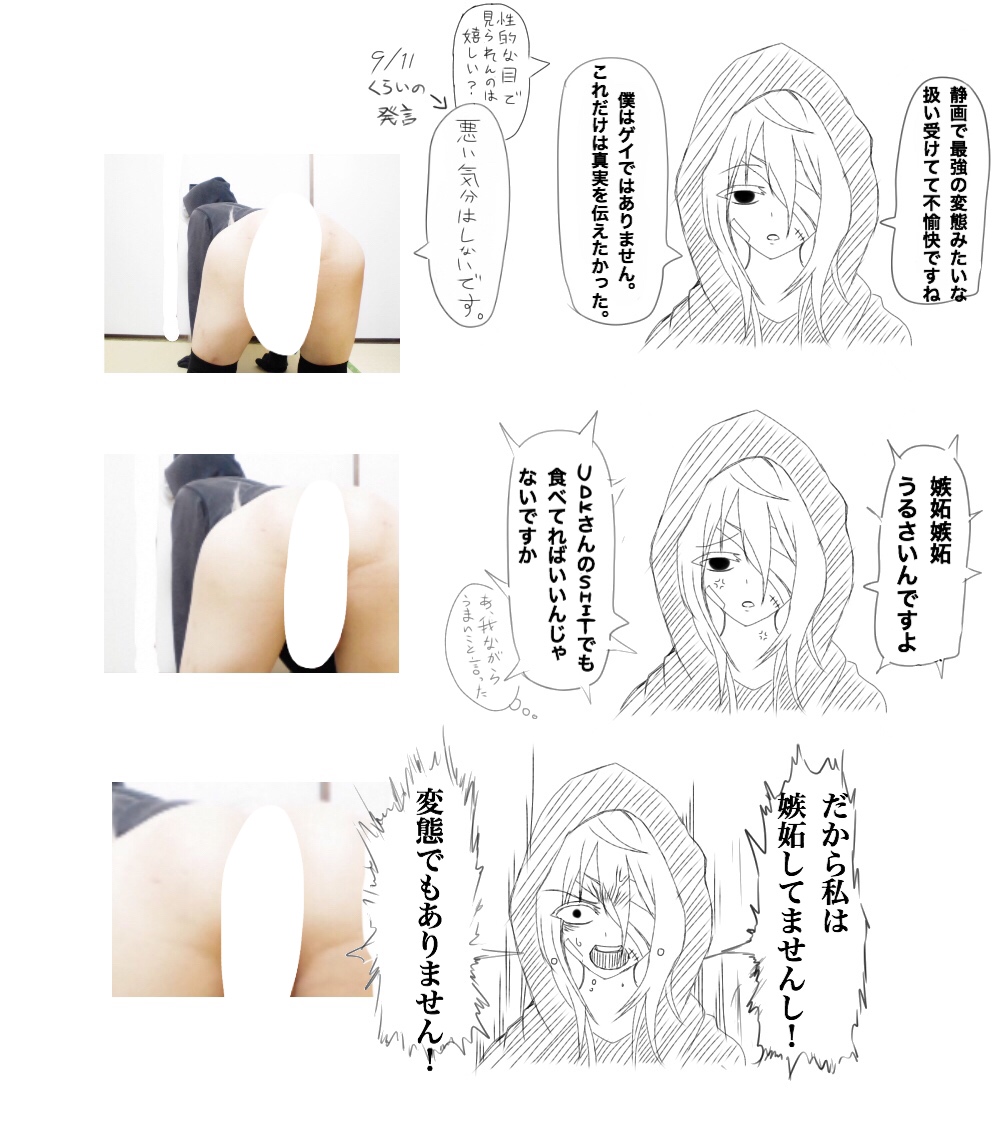 静画で最強の変態みたいな
扱い受けてて不愉快ですね
僕はゲイではありません。
これだけは真実を伝えたかった。
性的な目で
見られんのは
嬉しい？
悪い気分はしないです。
9/11
くらいの
発言
嫉妬嫉妬
うるさいんですよ
UDKさんのSHITでも
食べてればいいんじゃ
ないですか
あ、我ながら
うまいこと言った
だから私は
嫉妬してませんし！
変態でもありません！